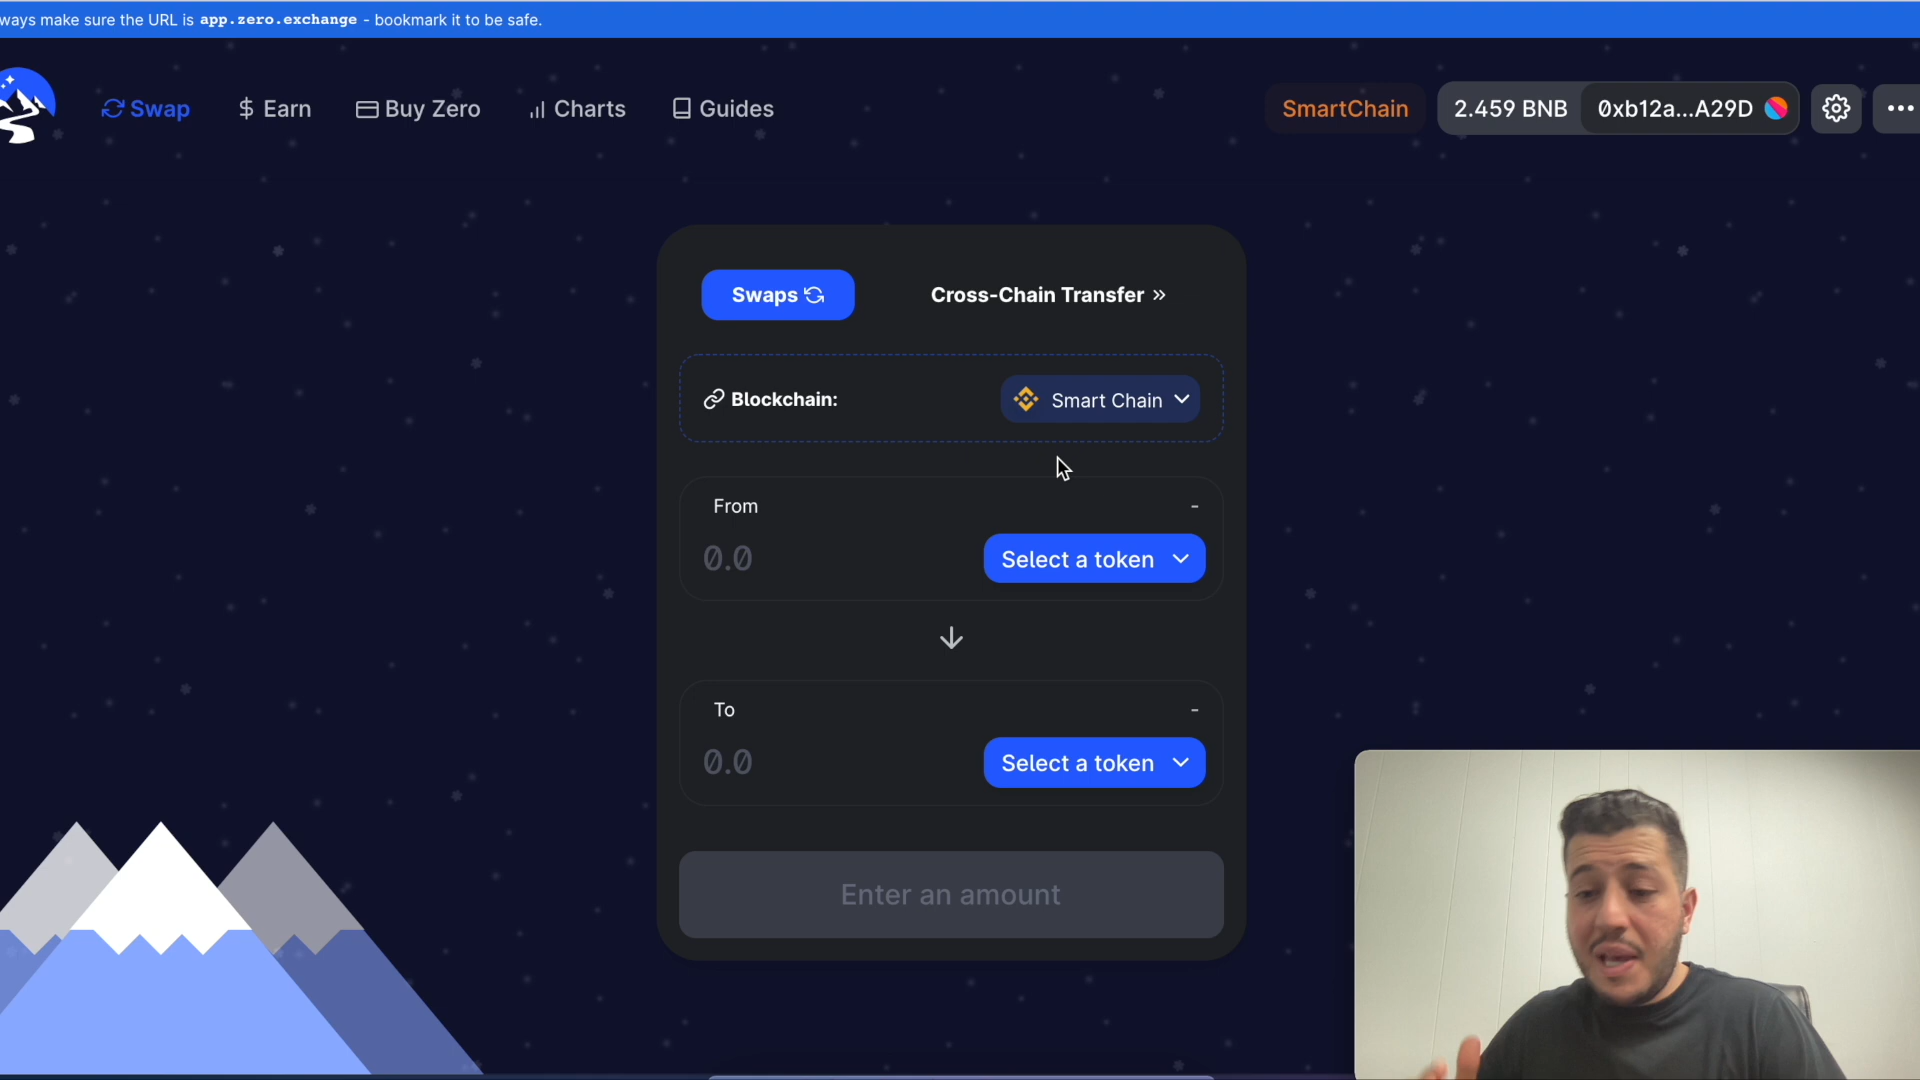 ways make sure the URL is app.zero.exchange - bookmark it to be safe.
Swap
Earn
Buy Zero
Charts
Guides
SmartChain
2.459 BNB
0xb12a...A29D
Swaps
Cross-Chain Transfer »
Blockchain:
Smart Chain
From
-
0.0
Select a token
To
-
0.0
Select a token
Enter an amount